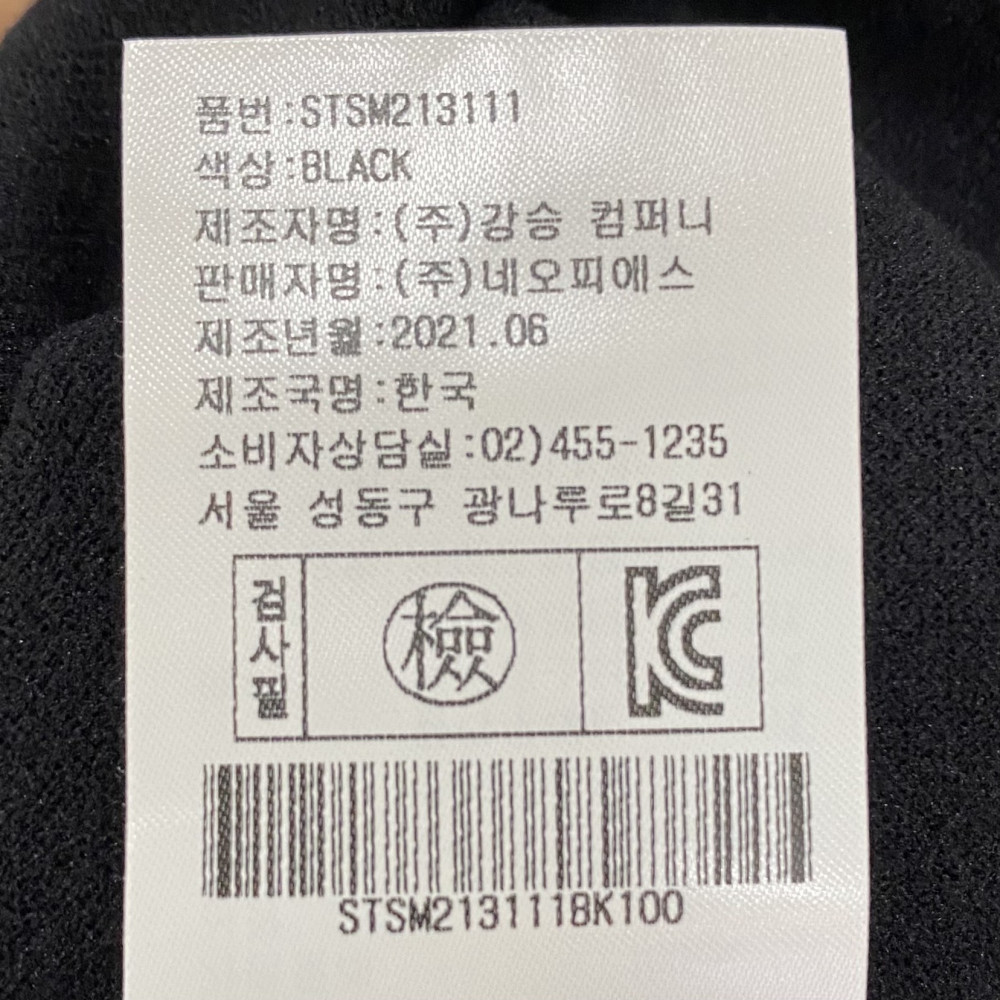 품번:STSM213111
색상:BLACK
제조자명:(주)강승 컴퍼니
판매자명:(주)네오피에스
제조년월:2021.06
제조국명:한국
소비자상담실:02)455-1235
서울 성동구 광나루로8길31
검사필
檢
KC
STSM213111BK100